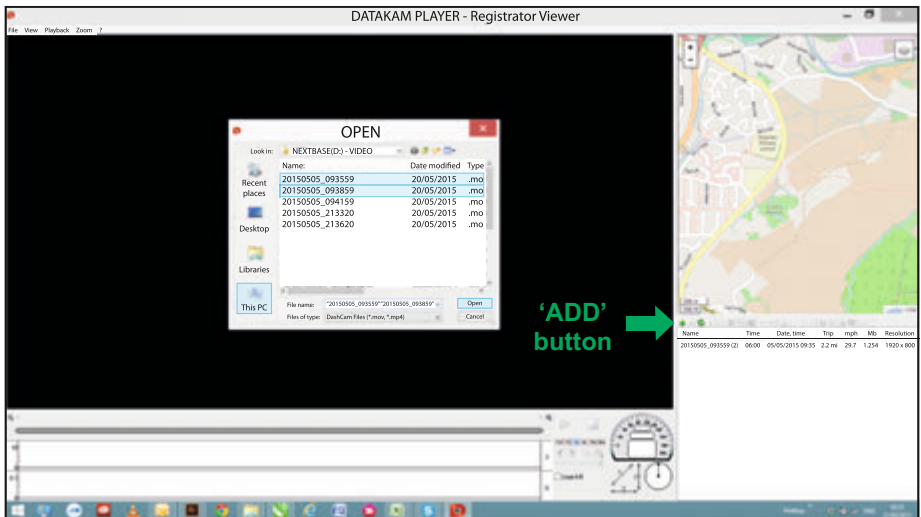 DATAKAM PLAYER - Registrator Viewer
File View Playback Zoom ?
OPEN
Look in: NEXTBASE(D:) - VIDEO
Name: Date modified Type
20150505_093559 20/05/2015 .mo
20150505_093859 20/05/2015 .mo
20150505_094159 20/05/2015 .mo
20150505_213320 20/05/2015 .mo
20150505_213620 20/05/2015 .mo
Recent
places
Desktop
Libraries
This PC
File name: "20150505_093559""20150505_093859" Open
Files of type: DashCam Files (*.mov, *.mp4) Cancel
‘ADD’
button
Name Time Date, time Trip mph Mb Resolution
20150505_093559 (2) 06:00 05/05/2015 09:35 2.2 mi 29.7 1.254 1920 x 800